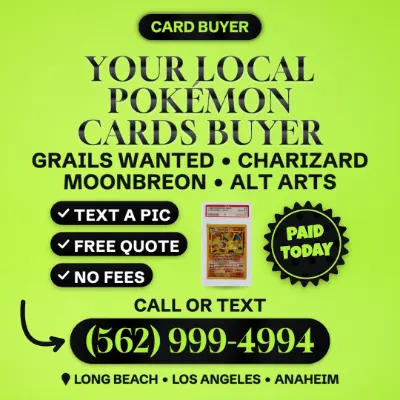 CARD BUYER
YOUR LOCAL
POKÉMON
CARDS BUYER
GRAILS WANTED • CHARIZARD
MOONBREON • ALT ARTS
TEXT A PIC
FREE QUOTE
NO FEES
PAID
TODAY
CALL OR TEXT
(562) 999-4994
LONG BEACH • LOS ANGELES • ANAHEIM